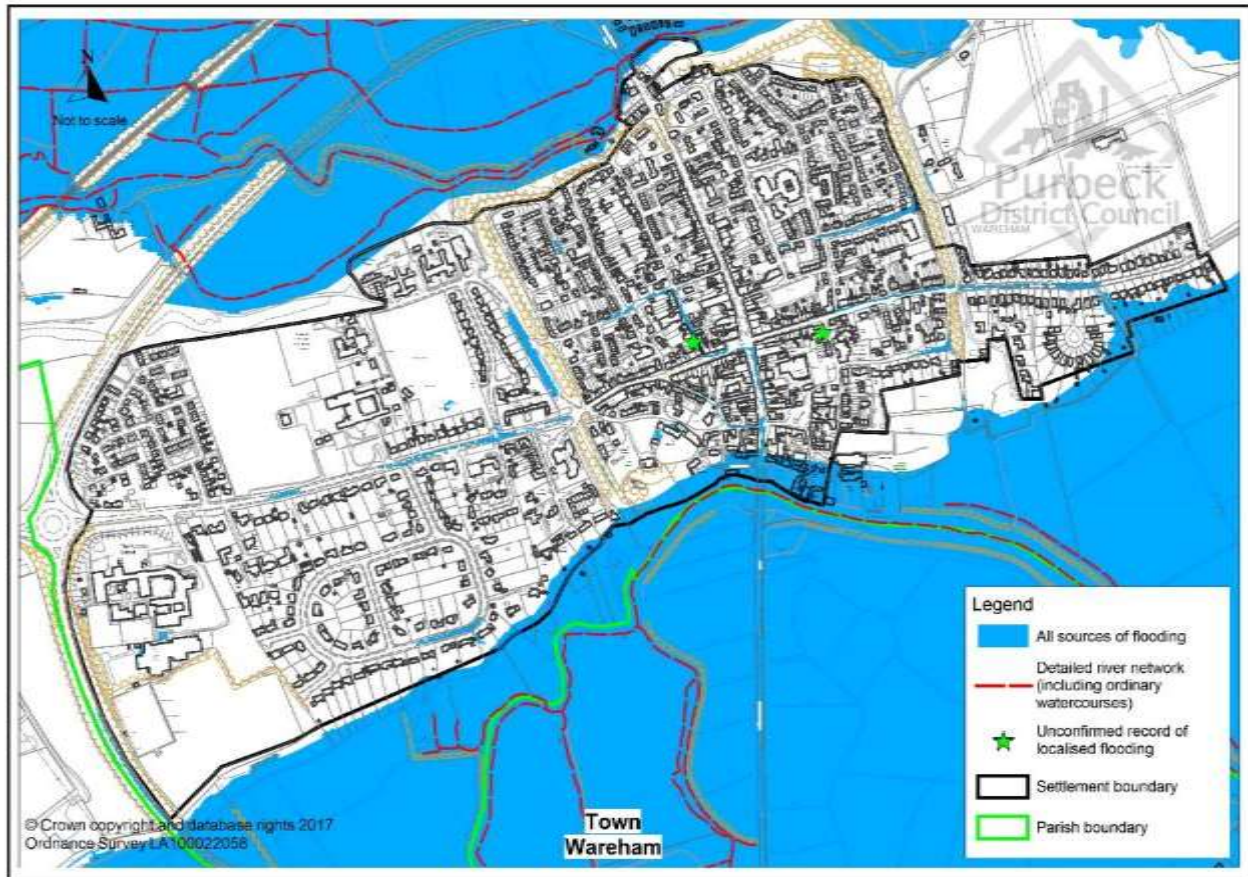 N
Not to scale
Purbeck
District Council
WAREHAM
Legend
All sources of flooding
Detailed river network
(including ordinary
watercourses)
Unconfirmed record of
localised flooding
Settlement boundary
Parish boundary
© Crown copyright and database rights 2017
Ordnance Survey LA100022058
Town
Wareham